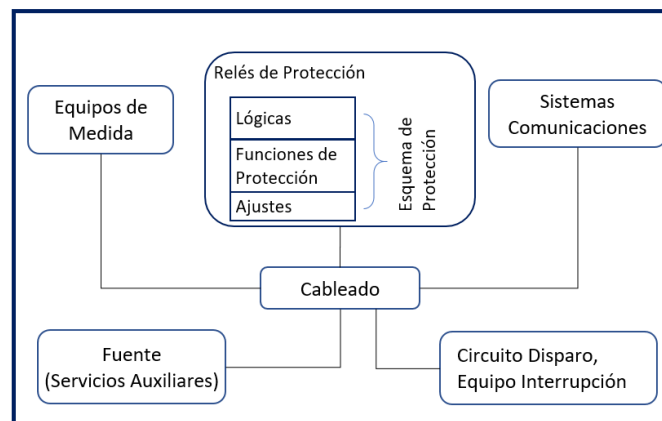 Relés de Protección
Lógicas
Funciones de
Protección
Ajustes
Esquema de
Protección
Equipos de
Medida
Sistemas
Comunicaciones
Cableado
Fuente
(Servicios Auxiliares)
Circuito Disparo,
Equipo Interrupción